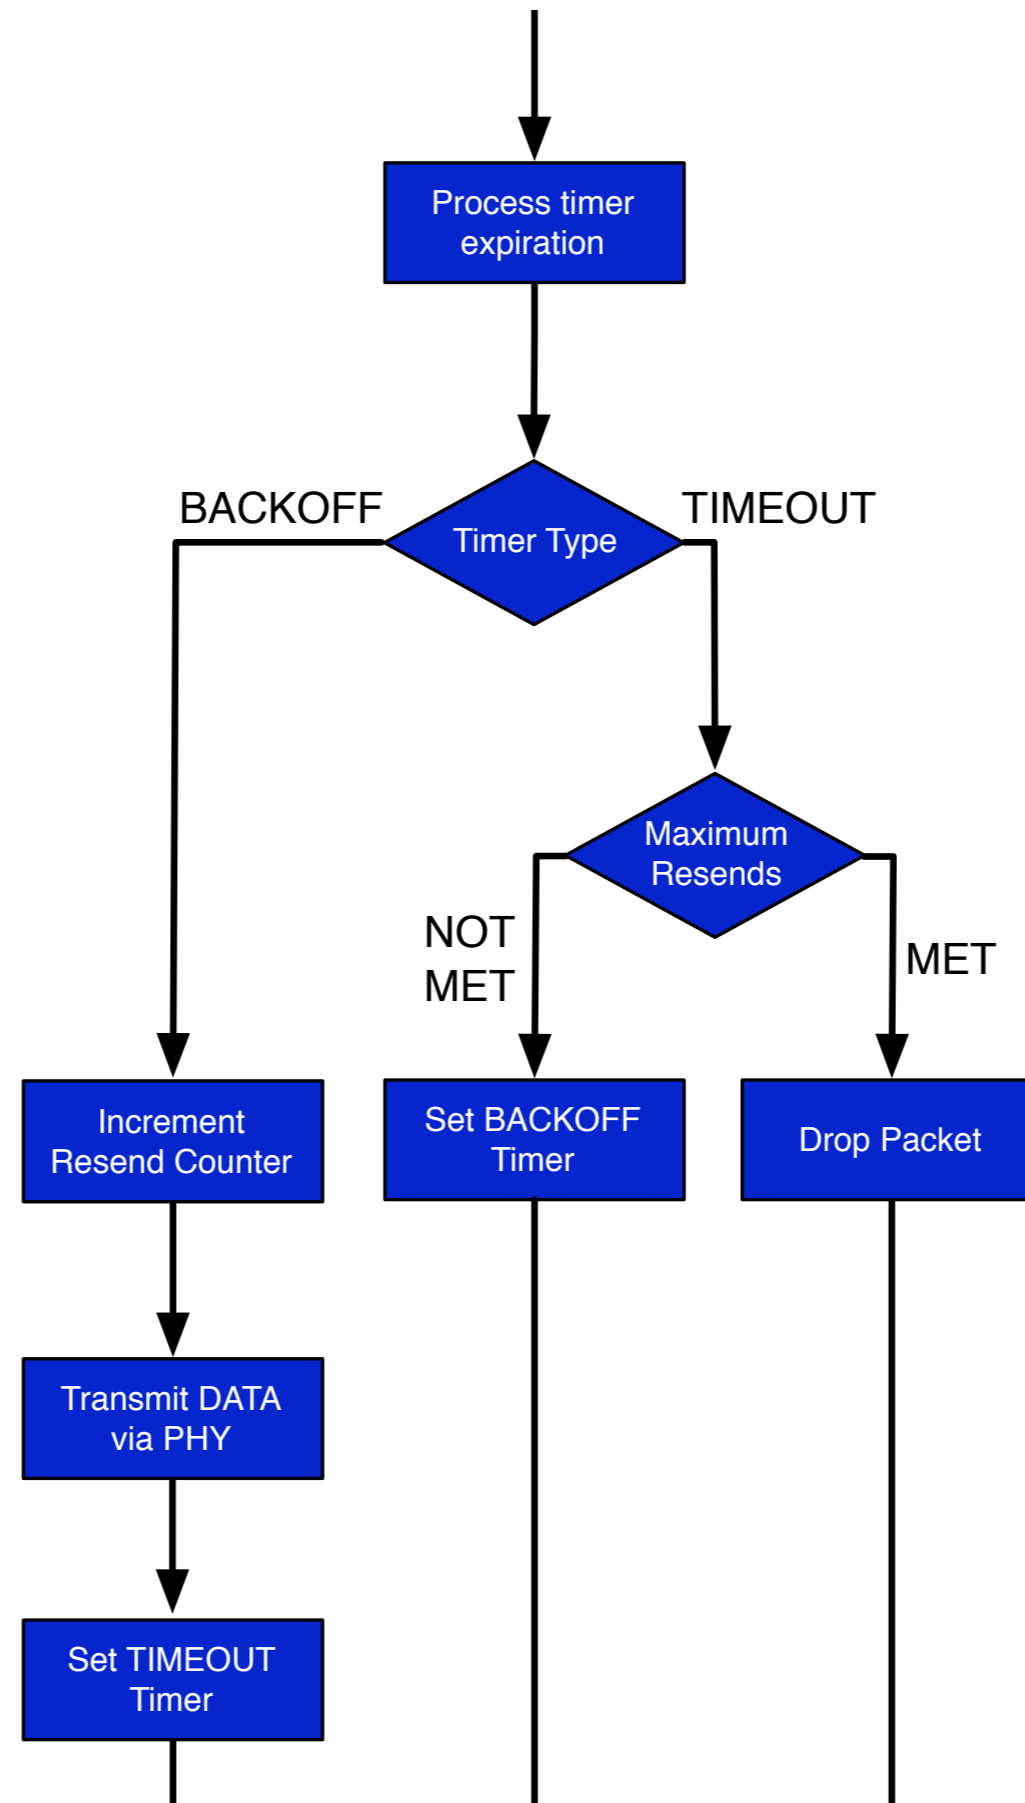 Process timer
expiration
BACKOFF
TIMEOUT
Timer Type
Maximum
Resends
NOT
MET
MET
Increment
Resend Counter
Set BACKOFF
Timer
Drop Packet
Transmit DATA
via PHY
Set TIMEOUT
Timer